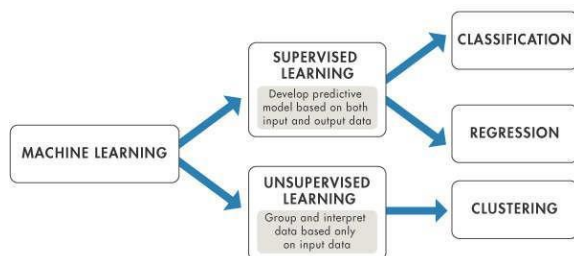 MACHINE LEARNING
SUPERVISED
LEARNING
Develop predictive
model based on both
input and output data
CLASSIFICATION
REGRESSION
UNSUPERVISED
LEARNING
Group and interpret
data based only
on input data
CLUSTERING